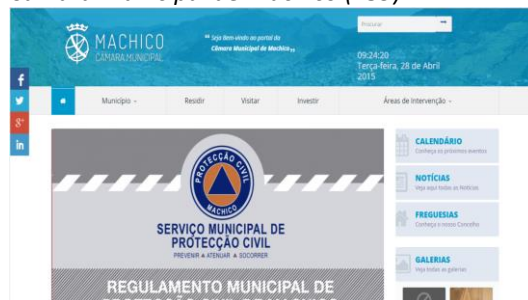 MACHICO
CÂMARA MUNICIPAL
“ Seja Bem-vindo ao portal da
Câmara Municipal de Machico „
Procurar
09:24:20
Terça-feira, 28 de Abril
2015
Município
Residir
Visitar
Investir
Áreas de Intervenção
f
8+
in
PROTECÇÃO CIVIL
MACHICO
SERVIÇO MUNICIPAL DE
PROTECÇÃO CIVIL
PREVENIR ▲ ATENUAR ▲ SOCORRER
REGULAMENTO MUNICIPAL DE
CALENDÁRIO
Conheça os próximos eventos
NOTÍCIAS
Veja aqui todas as Notícias
FREGUESIAS
Conheça o nosso Concelho
GALERIAS
Veja todas as galerias